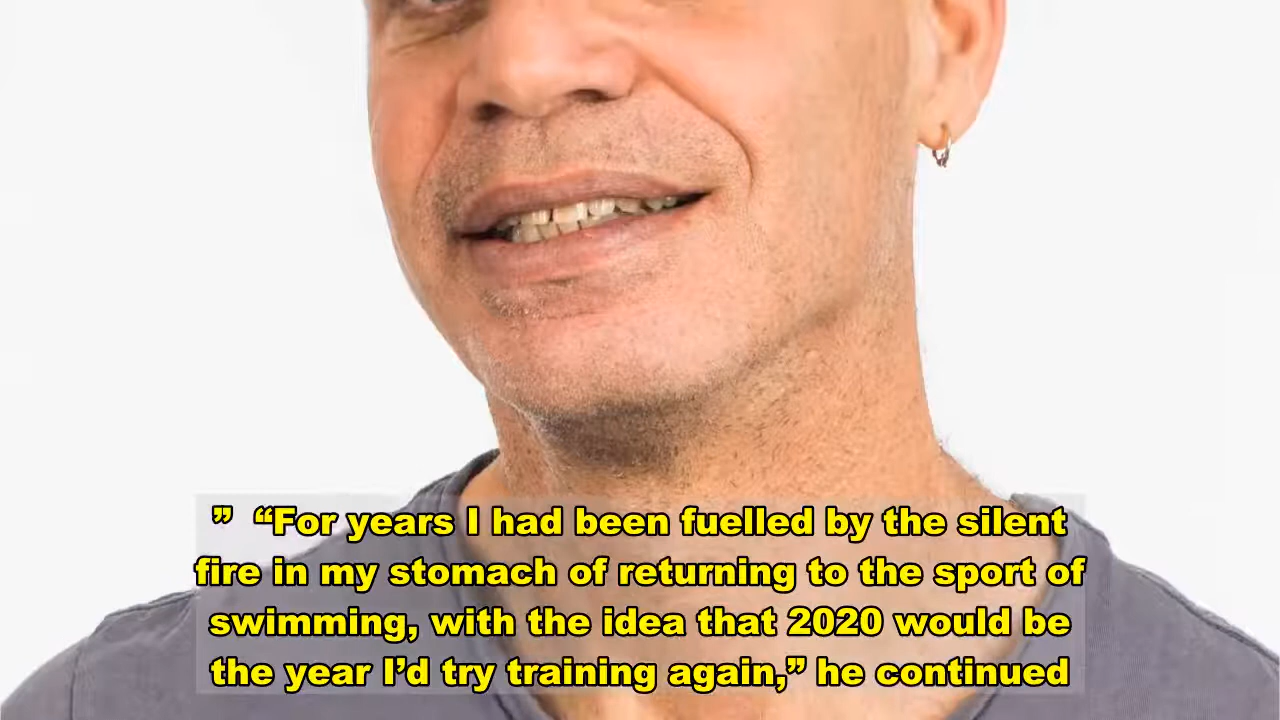 ” “For years I had been fuelled by the silent
fire in my stomach of returning to the sport of
swimming, with the idea that 2020 would be
the year I’d try training again,” he continued